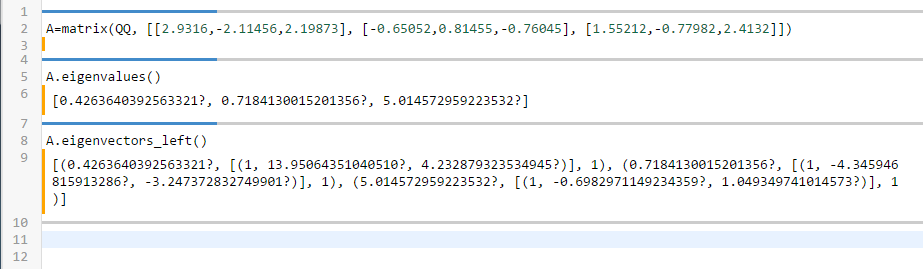 1
2 A=matrix(QQ, [[2.9316,-2.11456,2.19873], [-0.65052,0.81455,-0.76045], [1.55212,-0.77982,2.4132]])
3
4
5 A.eigenvalues()
6 [0.4263640392563321?, 0.7184130015201356?, 5.014572959223532?]
7
8 A.eigenvectors_left()
9 [(0.4263640392563321?, [(1, 13.95064351040510?, 4.232879323534945?)], 1), (0.7184130015201356?, [(1, -4.345946
815913286?, -3.247372832749901?)], 1), (5.014572959223532?, [(1, -0.6982971149234359?, 1.049349741014573?)], 1
)]
10
11
12